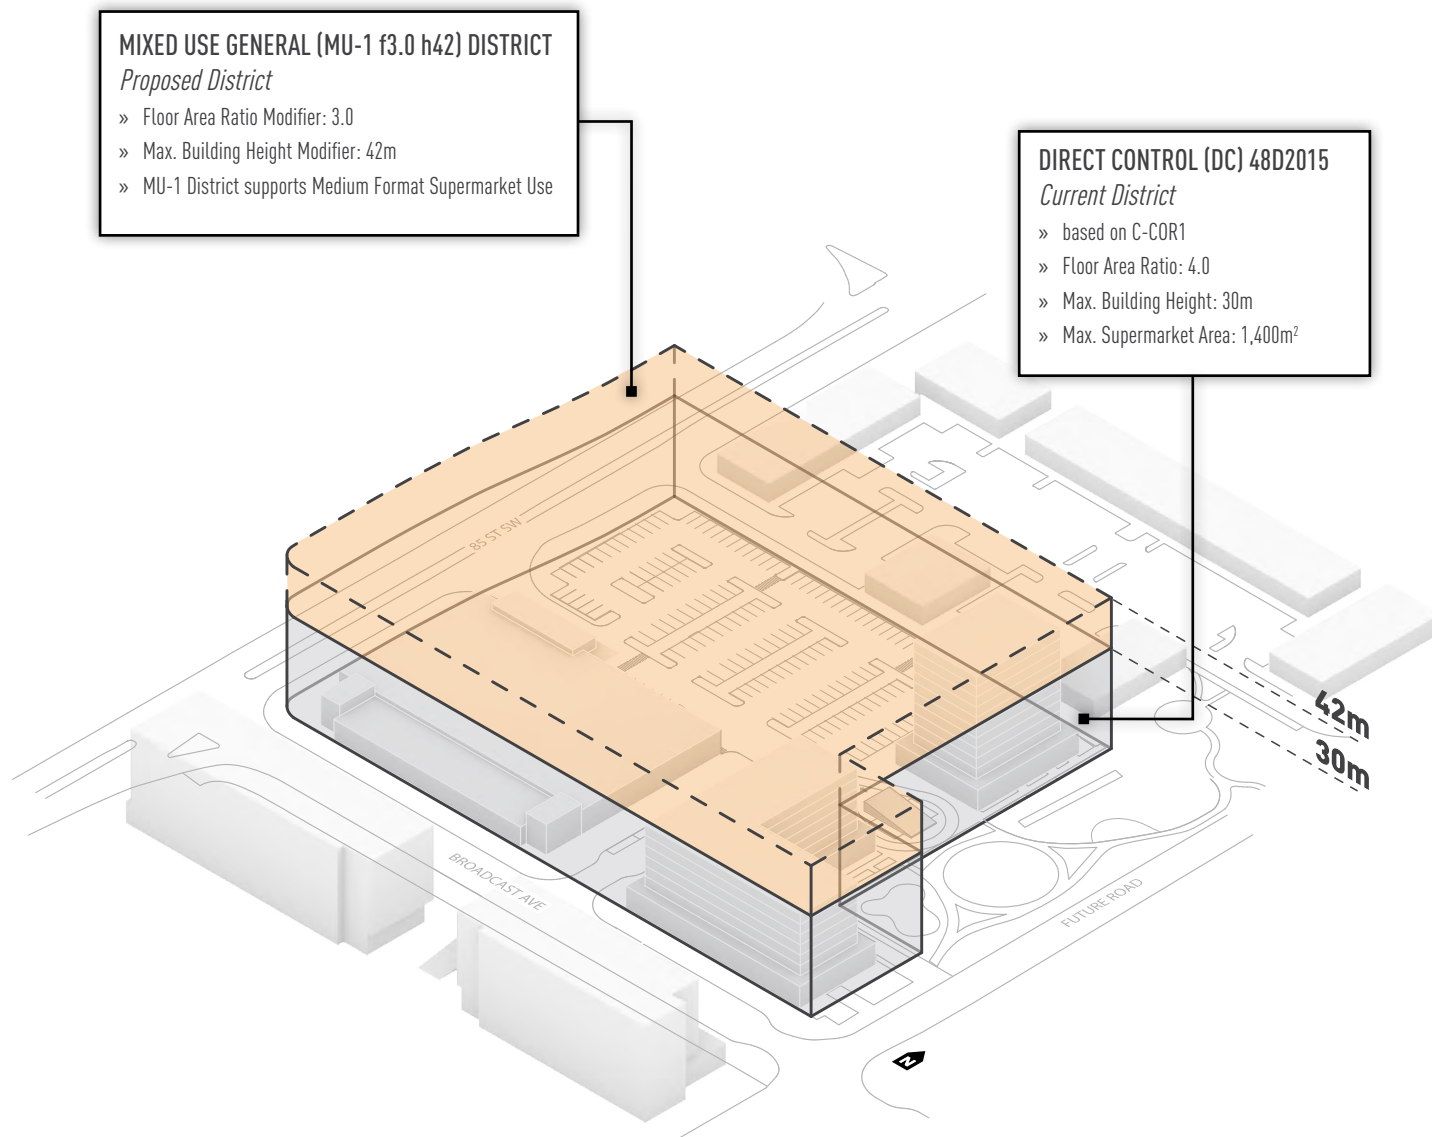 MIXED USE GENERAL (MU-1 f3.0 h42) DISTRICT
Proposed District
» Floor Area Ratio Modifier: 3.0
» Max. Building Height Modifier: 42m
» MU-1 District supports Medium Format Supermarket Use
DIRECT CONTROL (DC) 48D2015
Current District
» based on C-COR1
» Floor Area Ratio: 4.0
» Max. Building Height: 30m
» Max. Supermarket Area: 1,400m²
85 ST SW
42m
30m
BROADCAST AVE
FUTURE ROAD
N